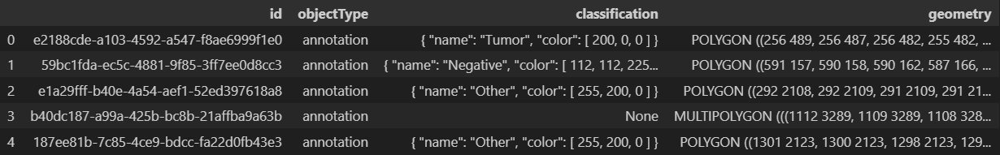 id objectType classification geometry
0 e2188cde-a103-4592-a547-f8ae6999f1e0 annotation { "name": "Tumor", "color": [ 200, 0, 0 ] } POLYGON ((256 489, 256 487, 256 482, 255 482, ...
1 59bc1fda-ec5c-4881-9f85-3ff7ee0d8cc3 annotation { "name": "Negative", "color": [ 112, 112, 225... POLYGON ((591 157, 590 158, 590 162, 587 166, ...
2 e1a29fff-b40e-4a54-aef1-52ed397618a8 annotation { "name": "Other", "color": [ 255, 200, 0 ] } POLYGON ((292 2108, 292 2109, 291 2109, 291 21...
3 b40dc187-a99a-425b-bc8b-21affba9a63b annotation None MULTIPOLYGON (((1112 3289, 1109 3289, 1108 328...
4 187ee81b-7c85-4ce9-bdcc-fa22d0fb43e3 annotation { "name": "Other", "color": [ 255, 200, 0 ] } POLYGON ((1301 2123, 1300 2123, 1298 2123, 129...